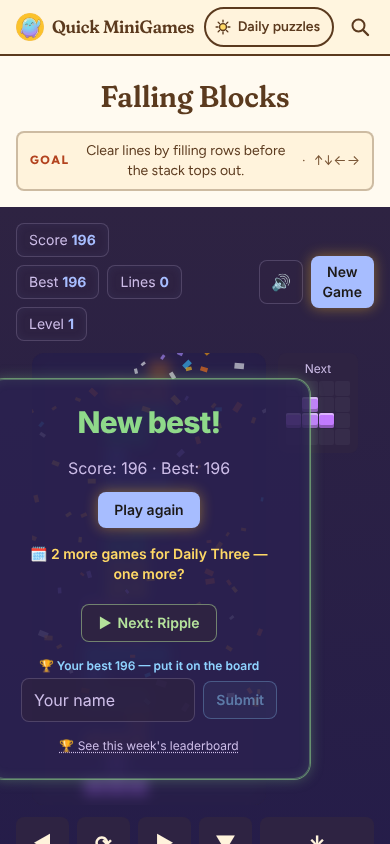 Quick MiniGames
Daily puzzles
Falling Blocks
GOAL
Clear lines by filling rows before
the stack tops out.
· ↑↓←→
Score 196
Best 196
Lines 0
Level 1
New
Game
Next
New best!
Score: 196 · Best: 196
Play again
2 more games for Daily Three —
one more?
▶ Next: Ripple
Your best 196 — put it on the board
Your name
Submit
See this week's leaderboard